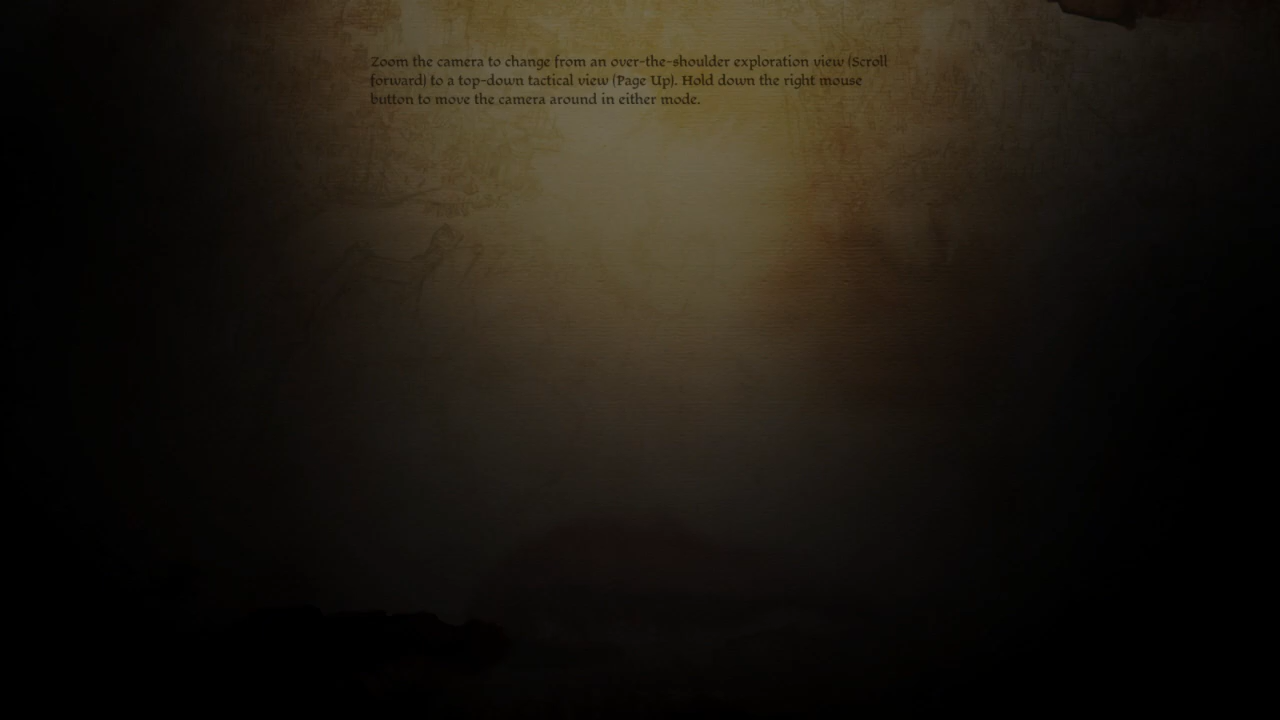 Zoom the camera to change from an over-the-shoulder exploration view (Scroll
forward) to a top-down tactical view (Page Up). Hold down the right mouse
button to move the camera around in either mode.